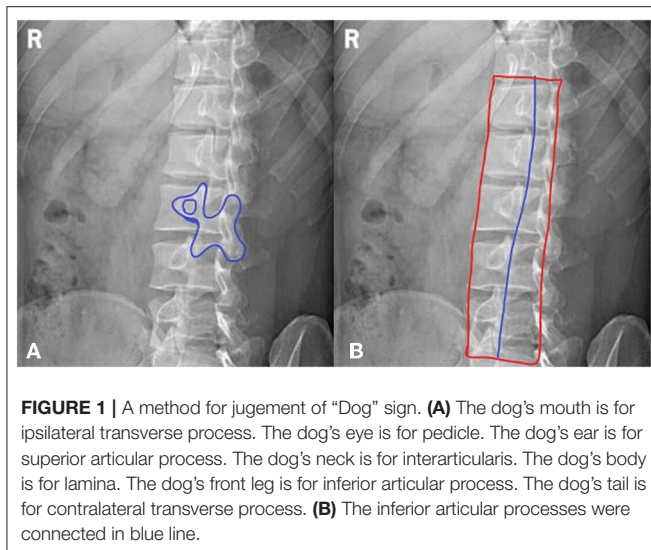 R
R
A
B
FIGURE 1 | A method for jugement of “Dog” sign. (A) The dog’s mouth is for
ipsilateral transverse process. The dog’s eye is for pedicle. The dog’s ear is for
superior articular process. The dog’s neck is for interarticularis. The dog’s body
is for lamina. The dog’s front leg is for inferior articular process. The dog’s tail is
for contralateral transverse process. (B) The inferior articular processes were
connected in blue line.